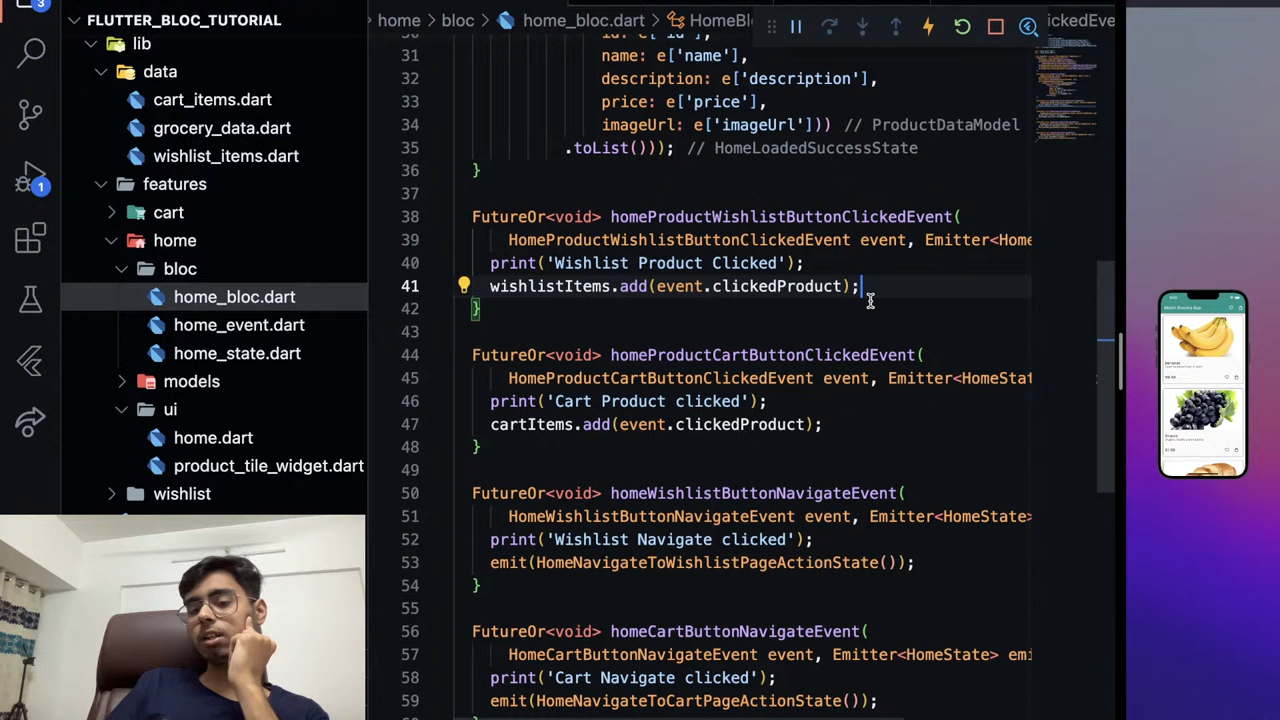 3
FLUTTER_BLOC_TUTORIAL
lib
data
cart_items.dart
grocery_data.dart
wishlist_items.dart
features
cart
home
bloc
home_bloc.dart
home_event.dart
home_state.dart
models
ui
home.dart
product_tile_widget.dart
wishlist
1
home > bloc > home_bloc.dart > HomeBl
31 name: e['name'],
32 description: e['description'],
33 price: e['price'],
34 imageUrl: e['imageUrl'])) // ProductDataModel
35 .toList())); // HomeLoadedSuccessState
36 }
37
38 FutureOr<void> homeProductWishlistButtonClickedEvent(
39 HomeProductWishlistButtonClickedEvent event, Emitter<Home
40 print('Wishlist Product Clicked');
41 wishlistItems.add(event.clickedProduct);
42 }
43
44 FutureOr<void> homeProductCartButtonClickedEvent(
45 HomeProductCartButtonClickedEvent event, Emitter<HomeStat
46 print('Cart Product clicked');
47 cartItems.add(event.clickedProduct);
48 }
49
50 FutureOr<void> homeWishlistButtonNavigateEvent(
51 HomeWishlistButtonNavigateEvent event, Emitter<HomeState>
52 print('Wishlist Navigate clicked');
53 emit(HomeNavigateToWishlistPageActionState());
54 }
55
56 FutureOr<void> homeCartButtonNavigateEvent(
57 HomeCartButtonNavigateEvent event, Emitter<HomeState> emi
58 print('Cart Navigate clicked');
59 emit(HomeNavigateToCartPageActionState());